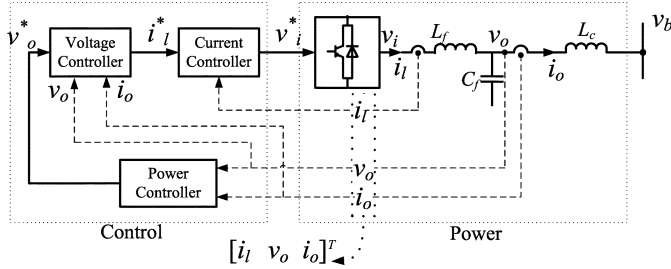 v*o
Voltage
Controller
i*l
Current
Controller
v*i
vi
il
Lf
vo
Cf
io
Lc
vb
vo
io
il
Power
Controller
vo
io
Control
Power
[il vo io]T